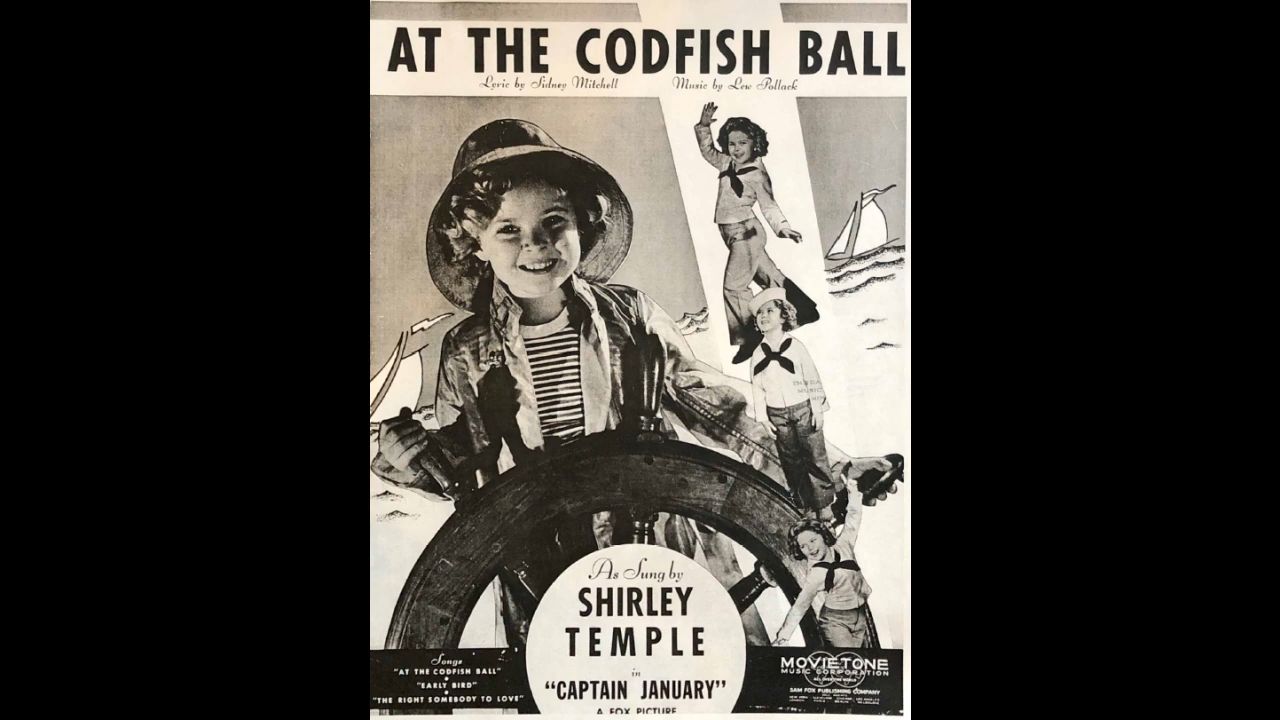 AT THE CODFISH BALL
Lyric by Sidney Mitchell
Music by Lew Pollack
As Sung by
SHIRLEY
TEMPLE
in
"CAPTAIN JANUARY"
A FOX PICTURE
Songs
"AT THE CODFISH BALL"
"EARLY BIRD"
"THE RIGHT SOMEBODY TO LOVE"
MOVIETONE
MUSIC CORPORATION
SAM FOX PUBLISHING COMPANY